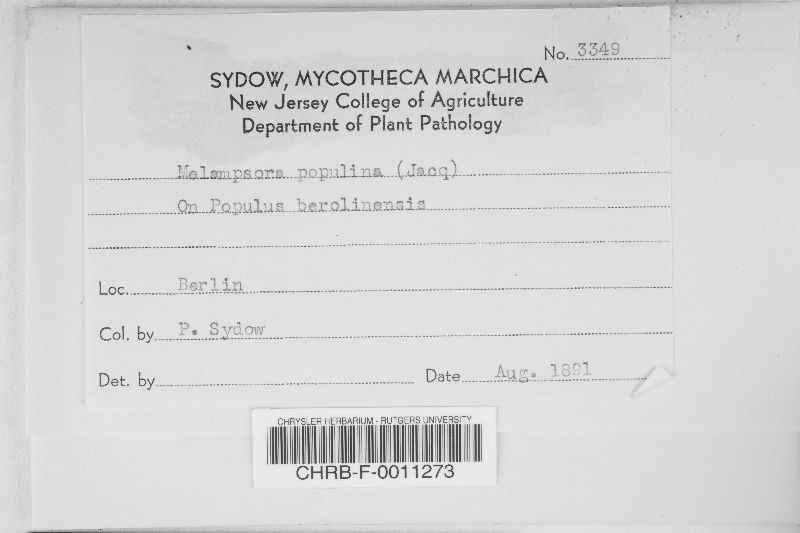 No. 3349
SYDOW, MYCOTHECA MARCHICA
New Jersey College of Agriculture
Department of Plant Pathology
Melampsora populina (Jacq)
On Populus berolinensis
Loc. Berlin
Col. by P. Sydow
Det. by Date Aug. 1891
CHRYSLER HERBARIUM - RUTGERS UNIVERSITY
CHRB-F-0011273